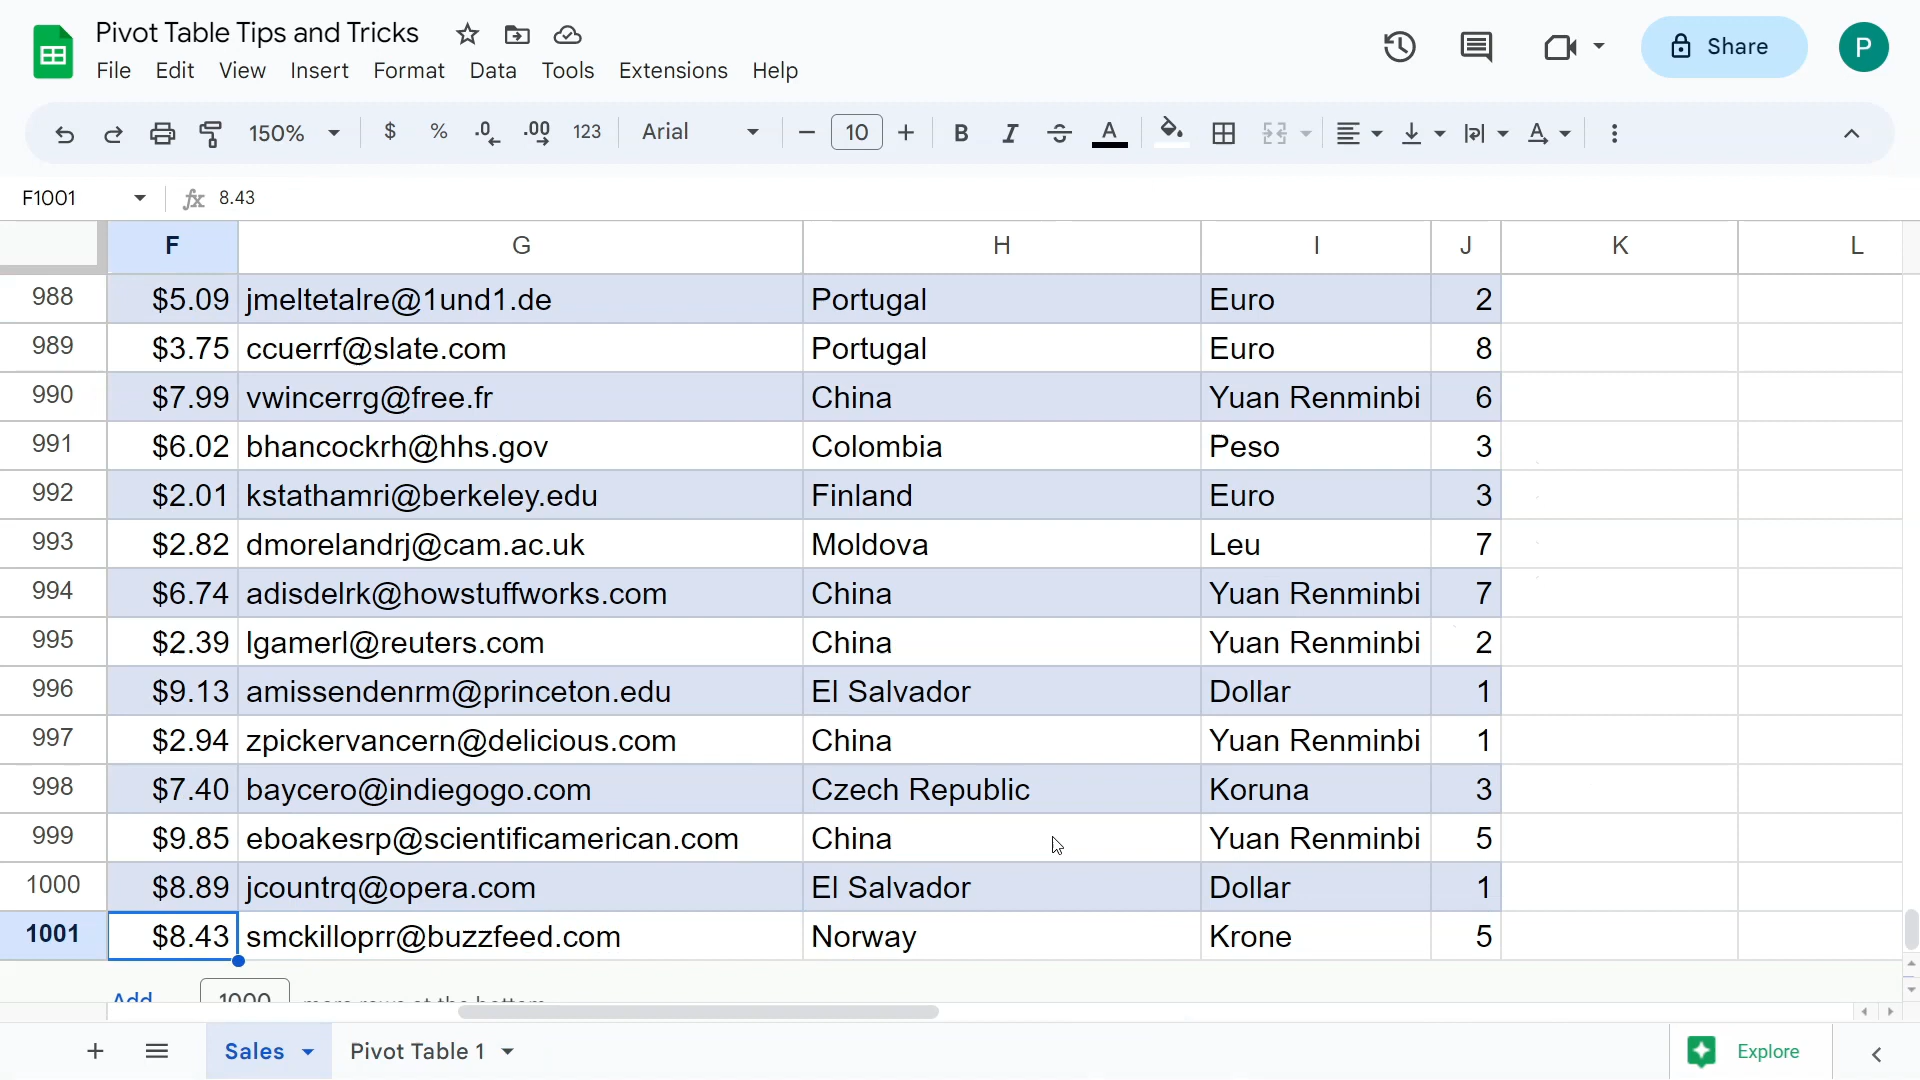 Pivot Table Tips and Tricks
File Edit View Insert Format Data Tools Extensions Help
Share
P
150% $ % .0 .00 123 Arial 10 B I S A A
F1001 fx 8.43
F G H I J K L
988 $5.09 jmeltetalre@1und1.de Portugal Euro 2
989 $3.75 ccuerrf@slate.com Portugal Euro 8
990 $7.99 vwincerrg@free.fr China Yuan Renminbi 6
991 $6.02 bhancockrh@hhs.gov Colombia Peso 3
992 $2.01 kstathamri@berkeley.edu Finland Euro 3
993 $2.82 dmorelandrj@cam.ac.uk Moldova Leu 7
994 $6.74 adisdelrk@howstuffworks.com China Yuan Renminbi 7
995 $2.39 lgamerl@reuters.com China Yuan Renminbi 2
996 $9.13 amissendenrm@princeton.edu El Salvador Dollar 1
997 $2.94 zpickervancern@delicious.com China Yuan Renminbi 1
998 $7.40 baycero@indiegogo.com Czech Republic Koruna 3
999 $9.85 eboakesrp@scientificamerican.com China Yuan Renminbi 5
1000 $8.89 jcountrq@opera.com El Salvador Dollar 1
1001 $8.43 smckilloprr@buzzfeed.com Norway Krone 5
Add 1000 more rows at the bottom
Sales Pivot Table 1 Explore